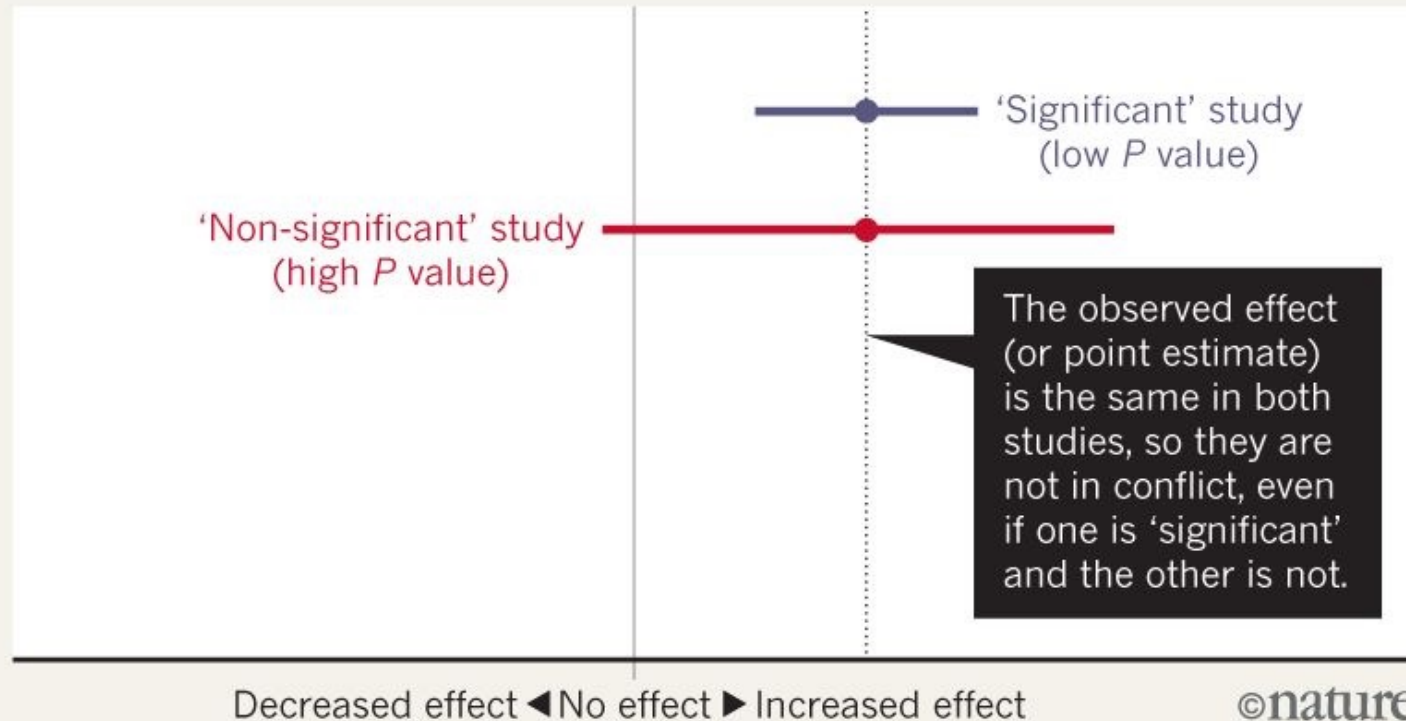 ‘Significant’ study
(low P value)
‘Non-significant’ study
(high P value)
The observed effect
(or point estimate)
is the same in both
studies, so they are
not in conflict, even
if one is ‘significant’
and the other is not.
Decreased effect ◀ No effect ▶ Increased effect
©nature